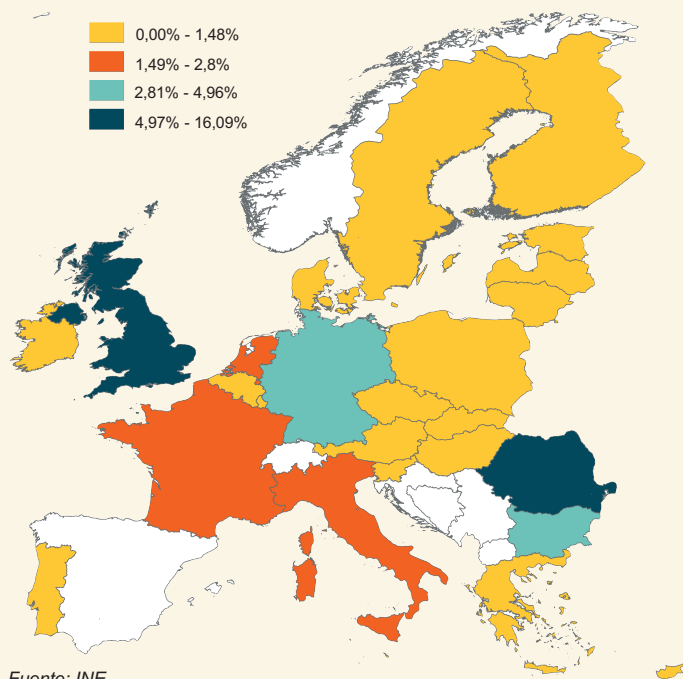 0,00% - 1,48%
1,49% - 2,8%
2,81% - 4,96%
4,97% - 16,09%
Fuente: INE